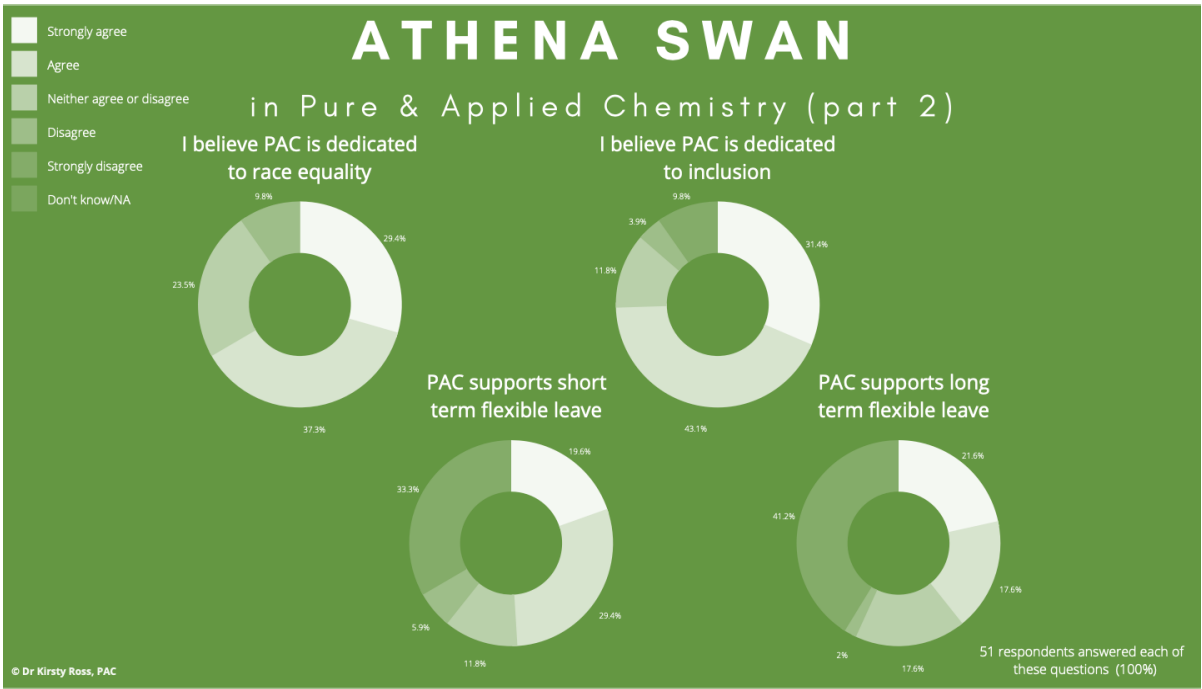 ATHENA SWAN
in Pure & Applied Chemistry (part 2)
Strongly agree
Agree
Neither agree or disagree
Disagree
Strongly disagree
Don't know/NA
I believe PAC is dedicated
to race equality
9.8%
29.4%
23.5%
37.3%
I believe PAC is dedicated
to inclusion
9.8%
3.9%
31.4%
11.8%
43.1%
PAC supports short
term flexible leave
19.6%
33.3%
29.4%
5.9%
11.8%
PAC supports long
term flexible leave
21.6%
41.2%
17.6%
2%
17.6%
51 respondents answered each of
these questions (100%)
© Dr Kirsty Ross, PAC